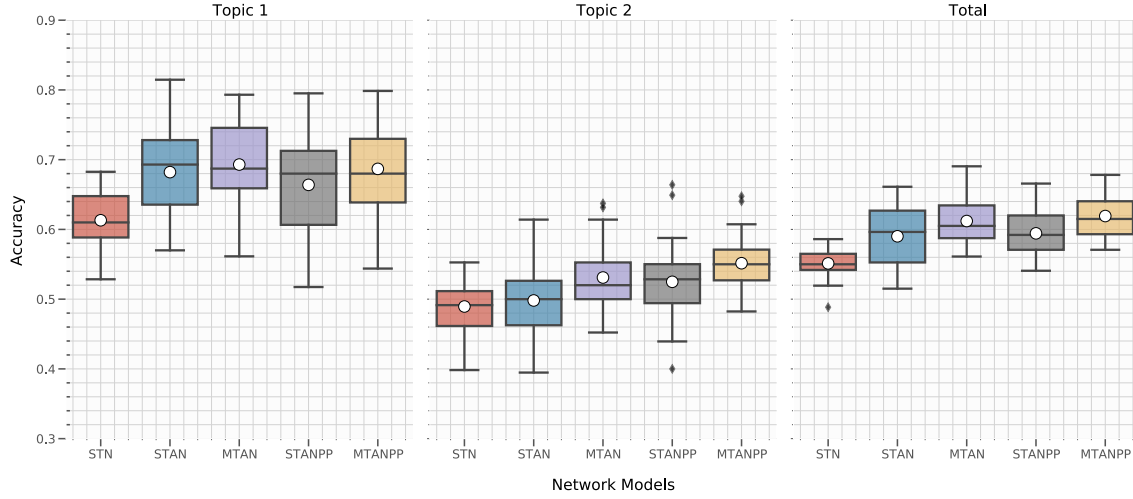 Topic 1 Topic 2 Total
0.9
0.8
0.7
0.6
0.5
0.4
0.3
Accuracy
STN STAN MTAN STANPP MTANPP STN STAN MTAN STANPP MTANPP STN STAN MTAN STANPP MTANPP
Network Models